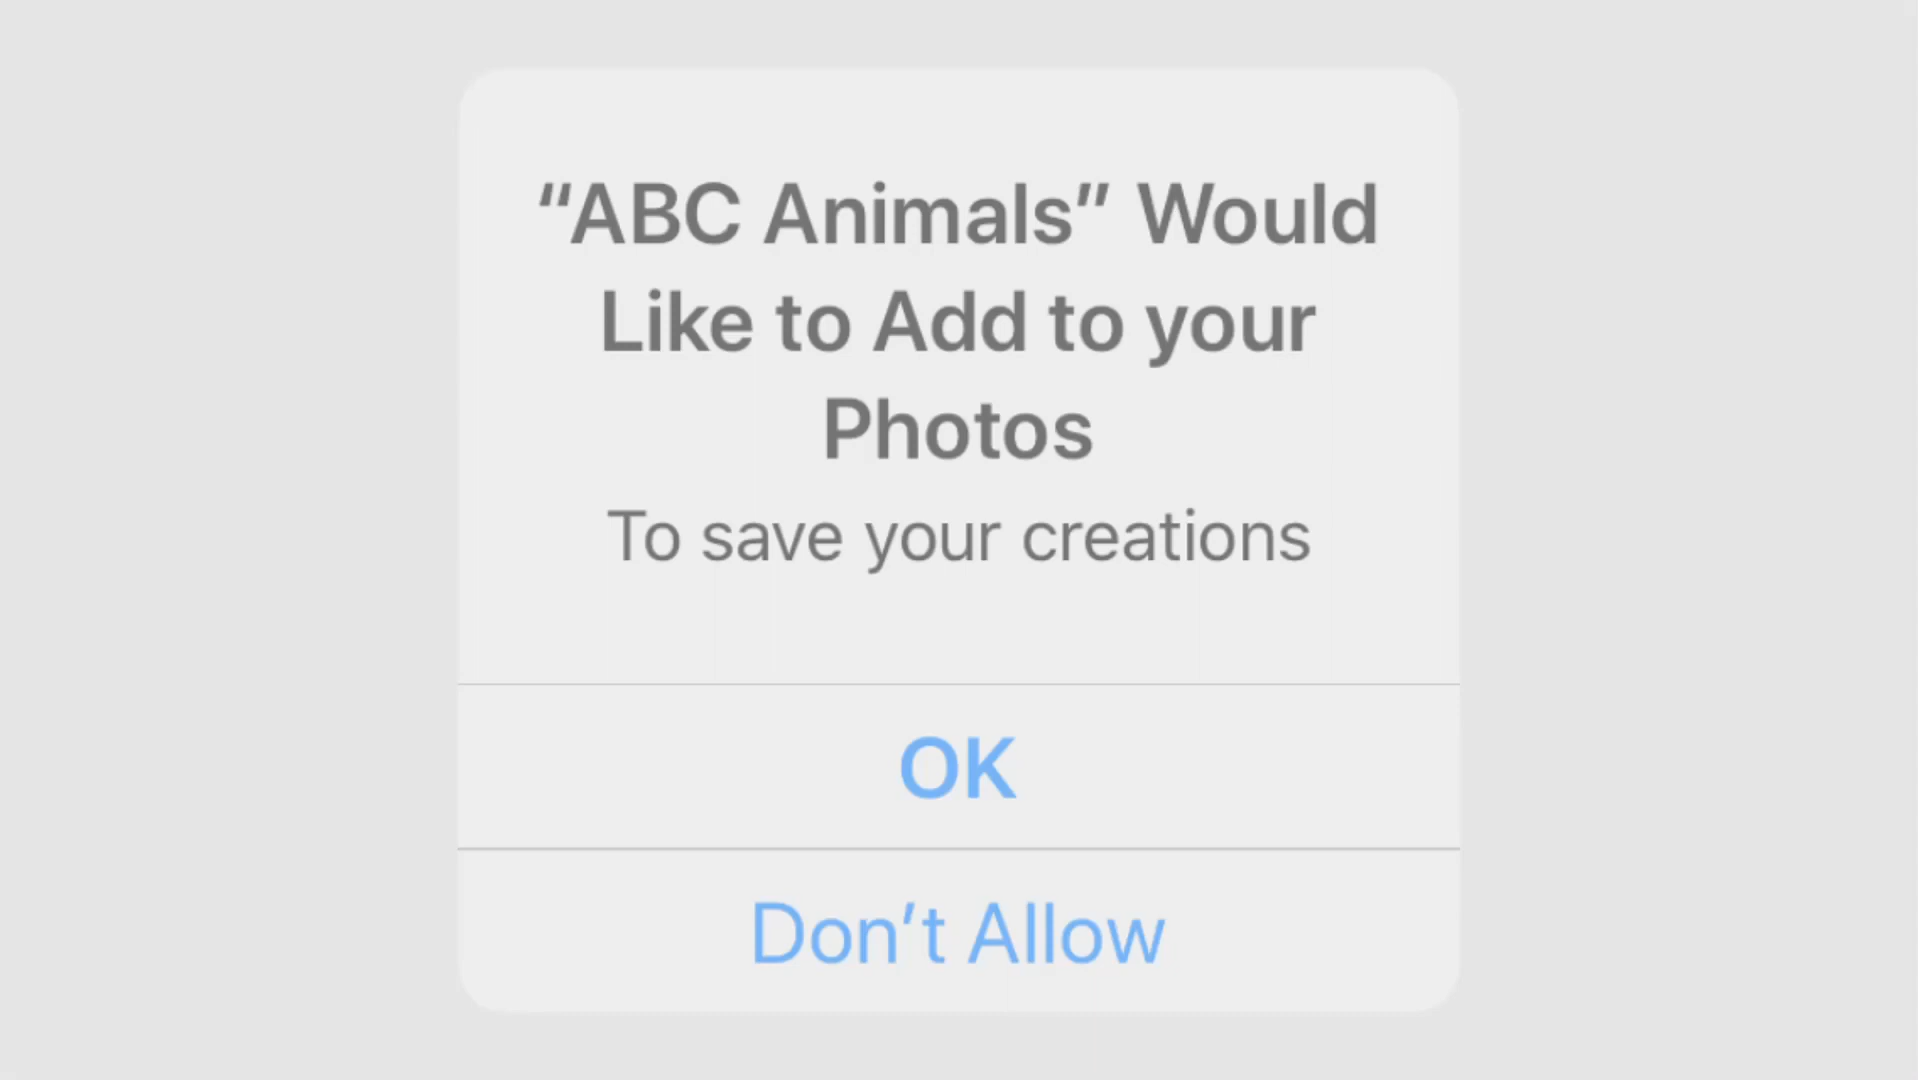 “ABC Animals” Would
Like to Add to your
Photos
To save your creations
OK
Don’t Allow